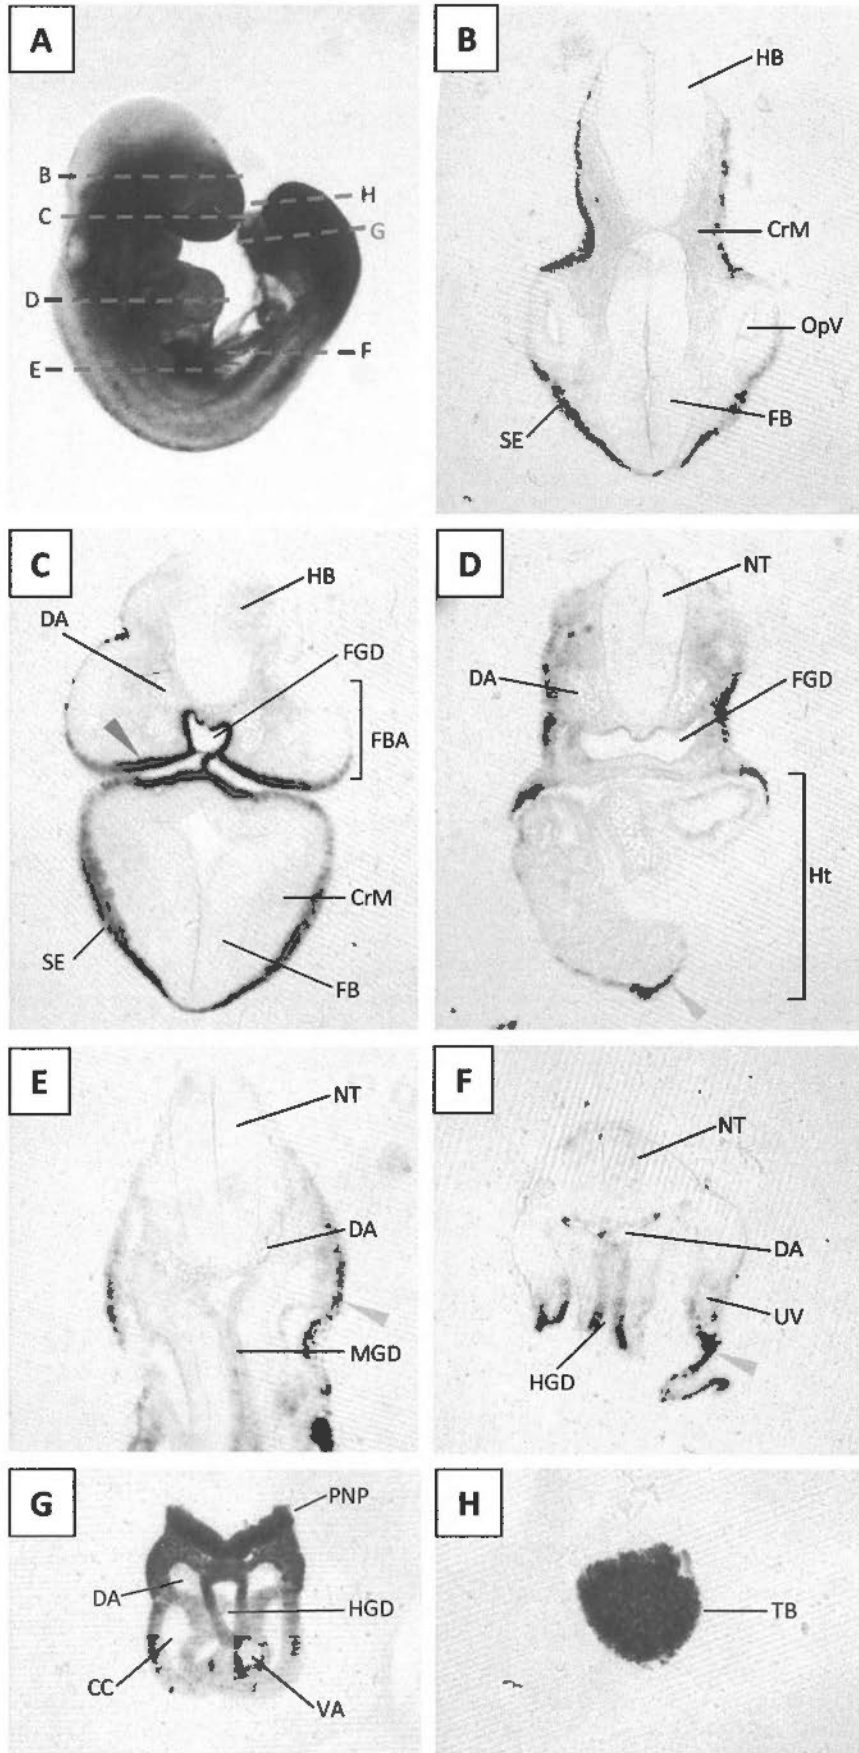 A
B
C
D
E
H
G
F
B
HB
CrM
OpV
FB
SE
C
HB
DA
FGD
FBA
CrM
SE
FB
D
NT
DA
FGD
Ht
E
NT
DA
MGD
F
NT
DA
UV
HGD
G
PNP
DA
HGD
CC
VA
H
TB